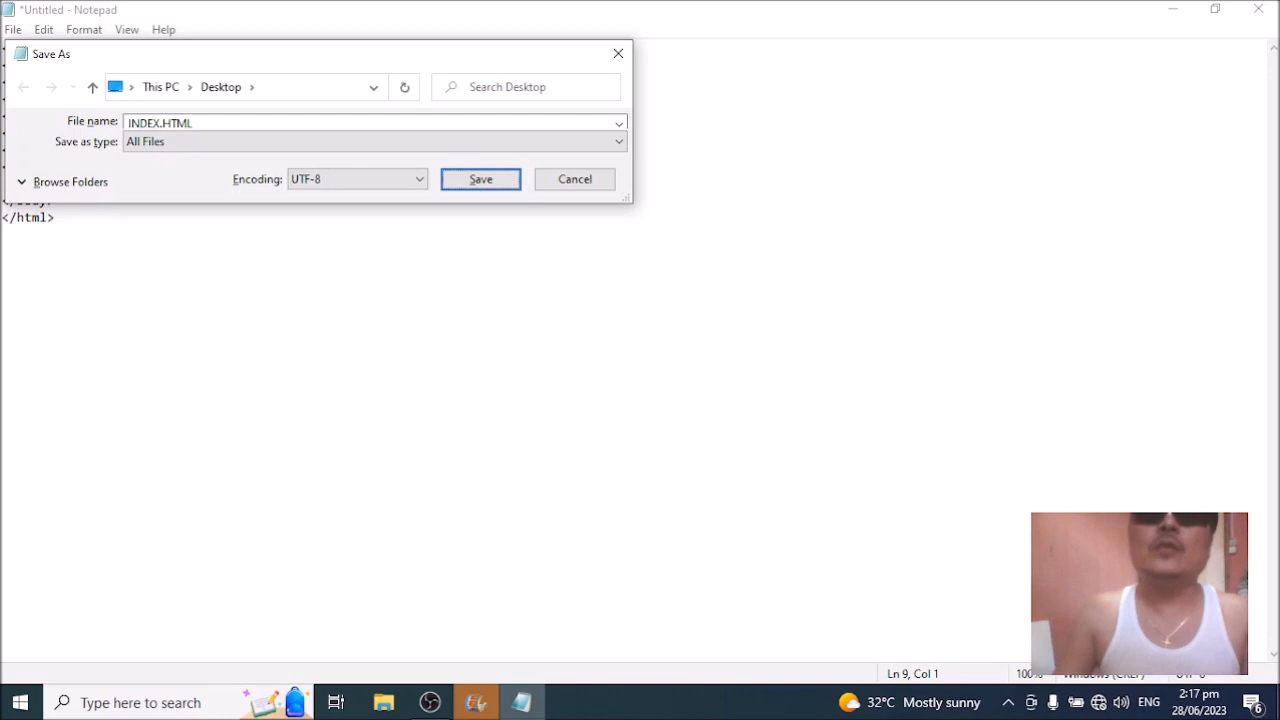 *Untitled - Notepad
File Edit Format View Help
Save As
This PC Desktop
Search Desktop
File name: INDEX.HTML
Save as type: All Files
Browse Folders
Encoding: UTF-8
Save
Cancel
</html>
Ln 9, Col 1
100%
Type here to search
32°C Mostly sunny
ENG
2:17 pm
28/06/2023
6